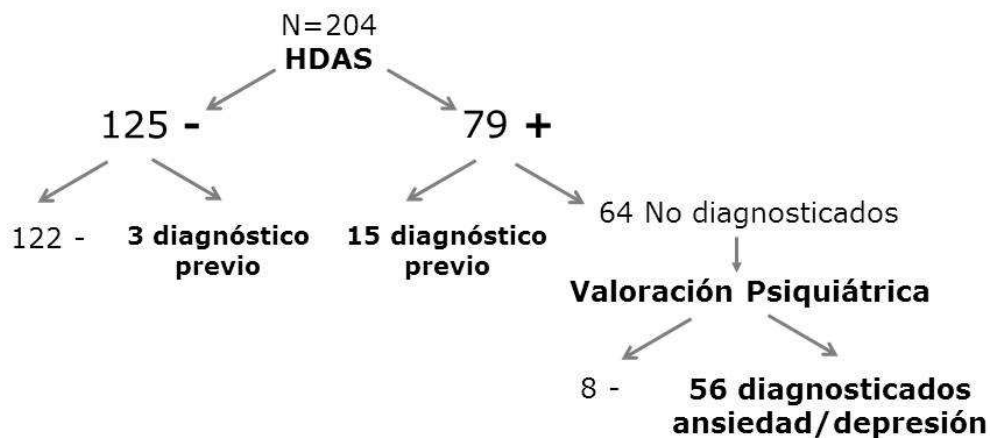 N=204
HDAS
125 -
79 +
122 -
3 diagnóstico
previo
15 diagnóstico
previo
64 No diagnosticados
Valoración Psiquiátrica
8 -
56 diagnosticados
ansiedad/depresión